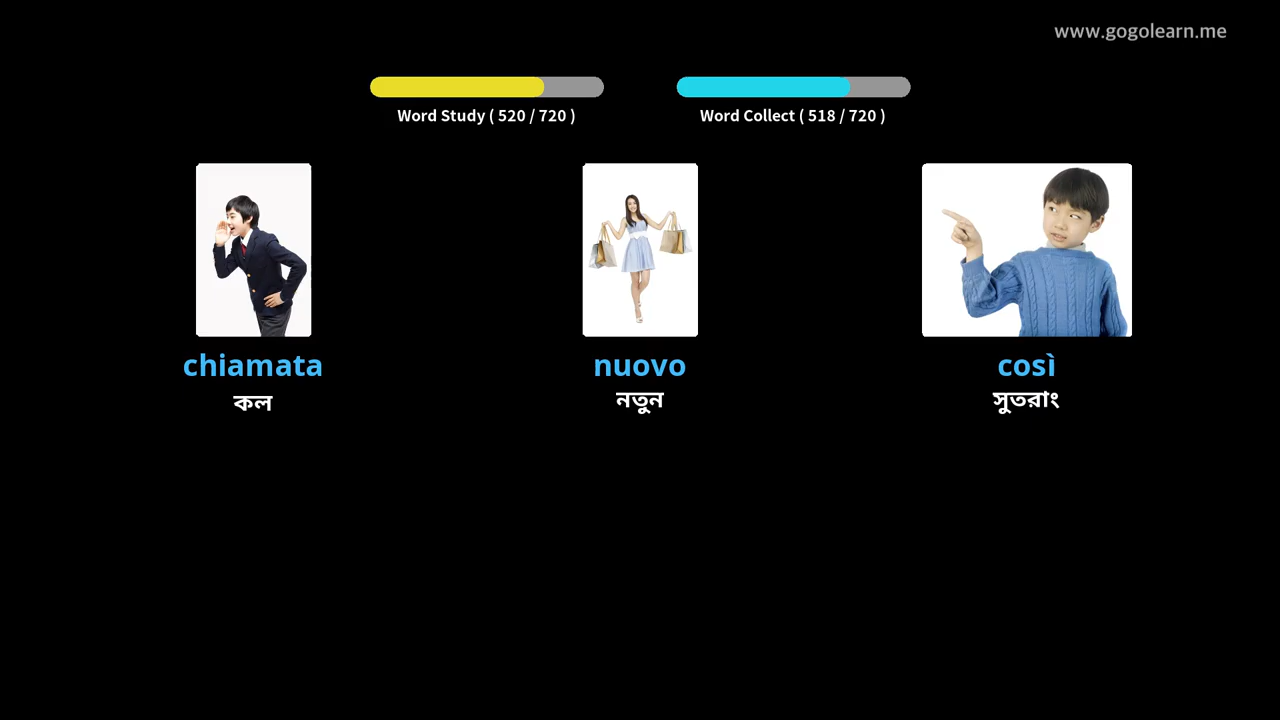 www.gogolearn.me
Word Study ( 520 / 720 )
Word Collect ( 518 / 720 )
chiamata
nuovo
così
কল
নতুন
সুতরাং